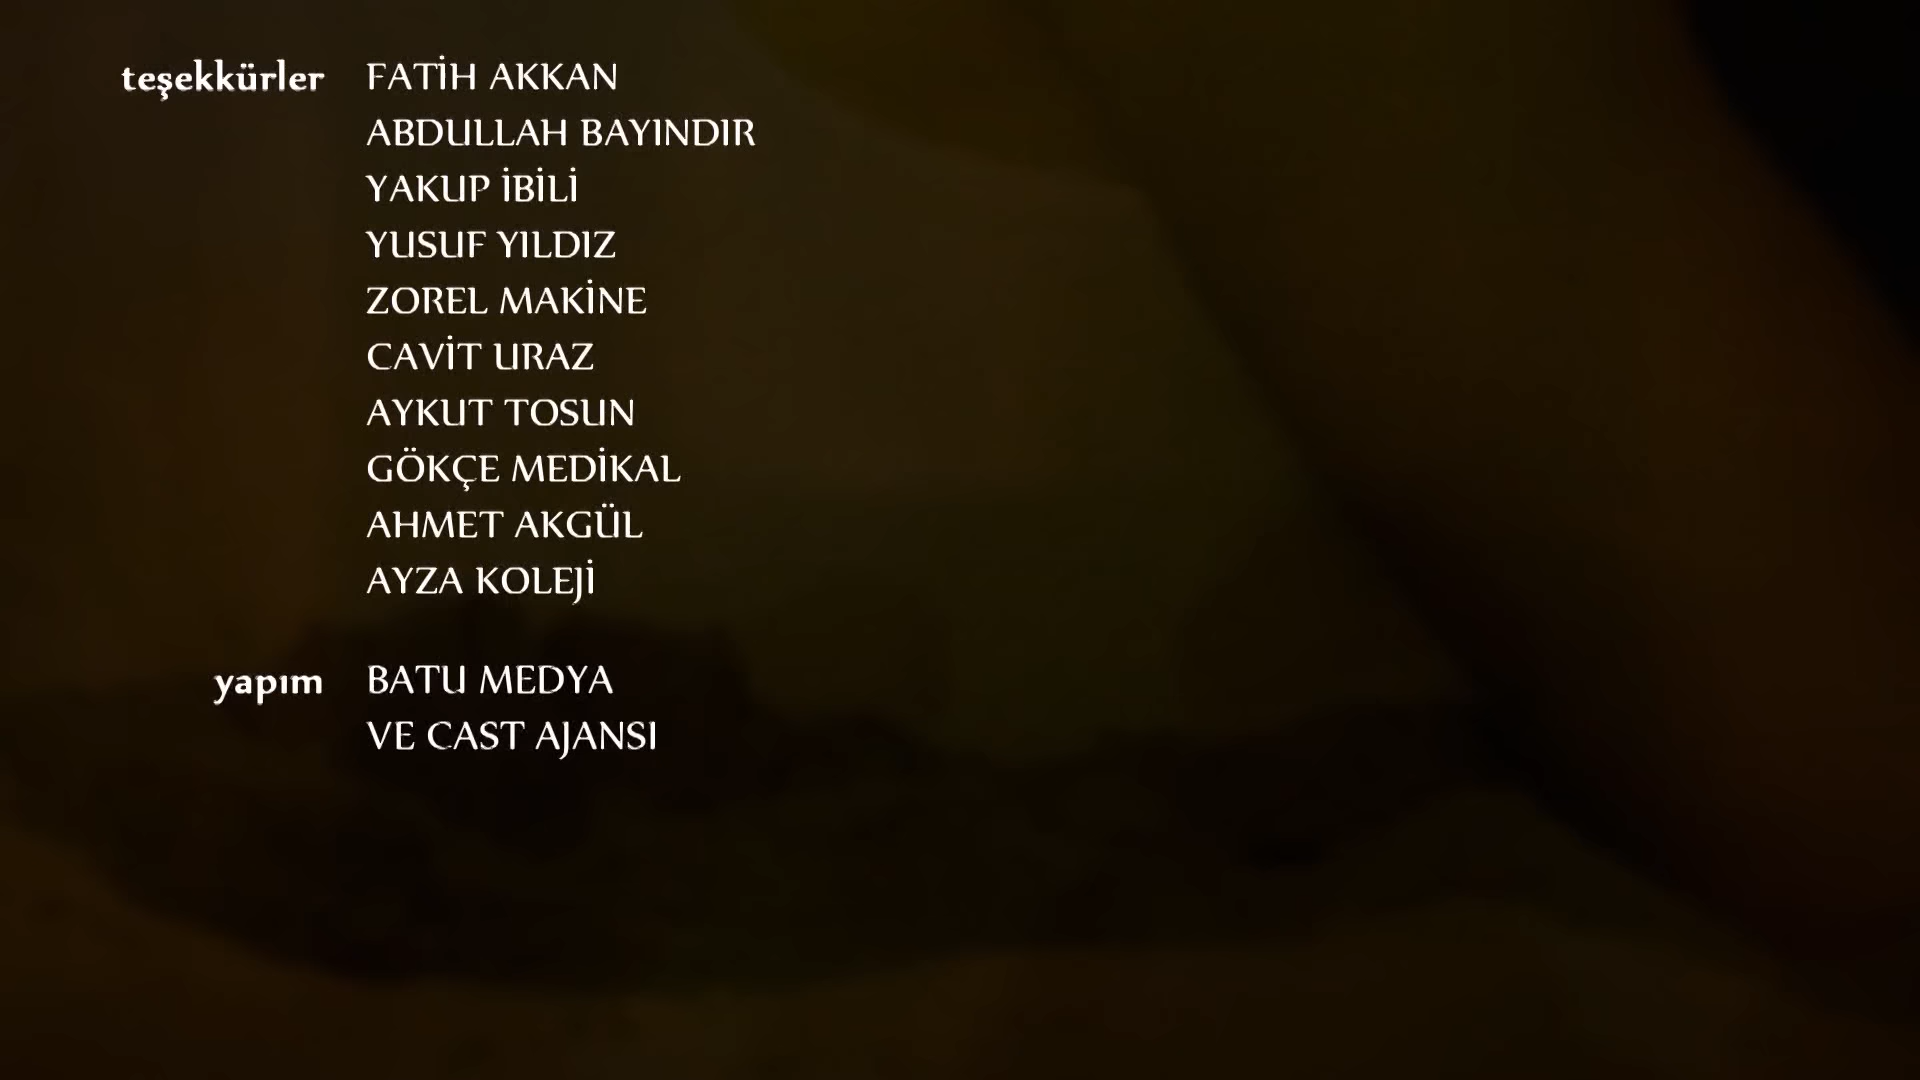 teşekkürler FATİH AKKAN
ABDULLAH BAYINDIR
YAKUP İBİLİ
YUSUF YILDIZ
ZOREL MAKİNE
CAVİT URAZ
AYKUT TOSUN
GÖKÇE MEDİKAL
AHMET AKGÜL
AYZA KOLEJİ
yapım BATU MEDYA
VE CAST AJANSI